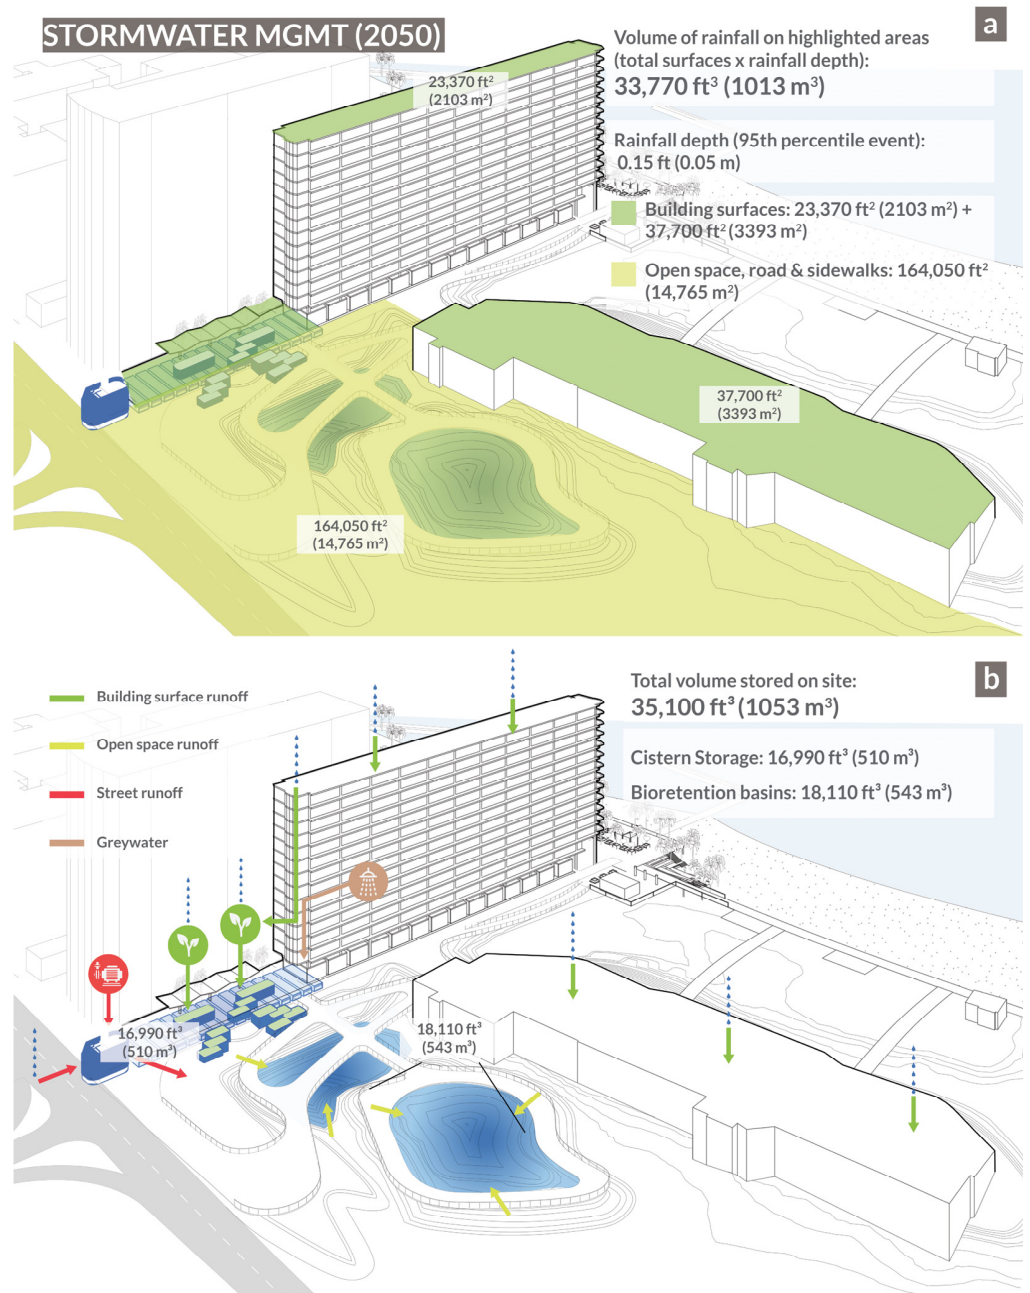 STORMWATER MGMT (2050)
a
Volume of rainfall on highlighted areas
(total surfaces x rainfall depth):
33,770 ft³ (1013 m³)
Rainfall depth (95th percentile event):
0.15 ft (0.05 m)
Building surfaces: 23,370 ft² (2103 m²) +
37,700 ft² (3393 m²)
Open space, road & sidewalks: 164,050 ft²
(14,765 m²)
23,370 ft²
(2103 m²)
37,700 ft²
(3393 m²)
164,050 ft²
(14,765 m²)
b
Total volume stored on site:
35,100 ft³ (1053 m³)
Cistern Storage: 16,990 ft³ (510 m³)
Bioretention basins: 18,110 ft³ (543 m³)
Building surface runoff
Open space runoff
Street runoff
Greywater
16,990 ft³
(510 m³)
18,110 ft³
(543 m³)